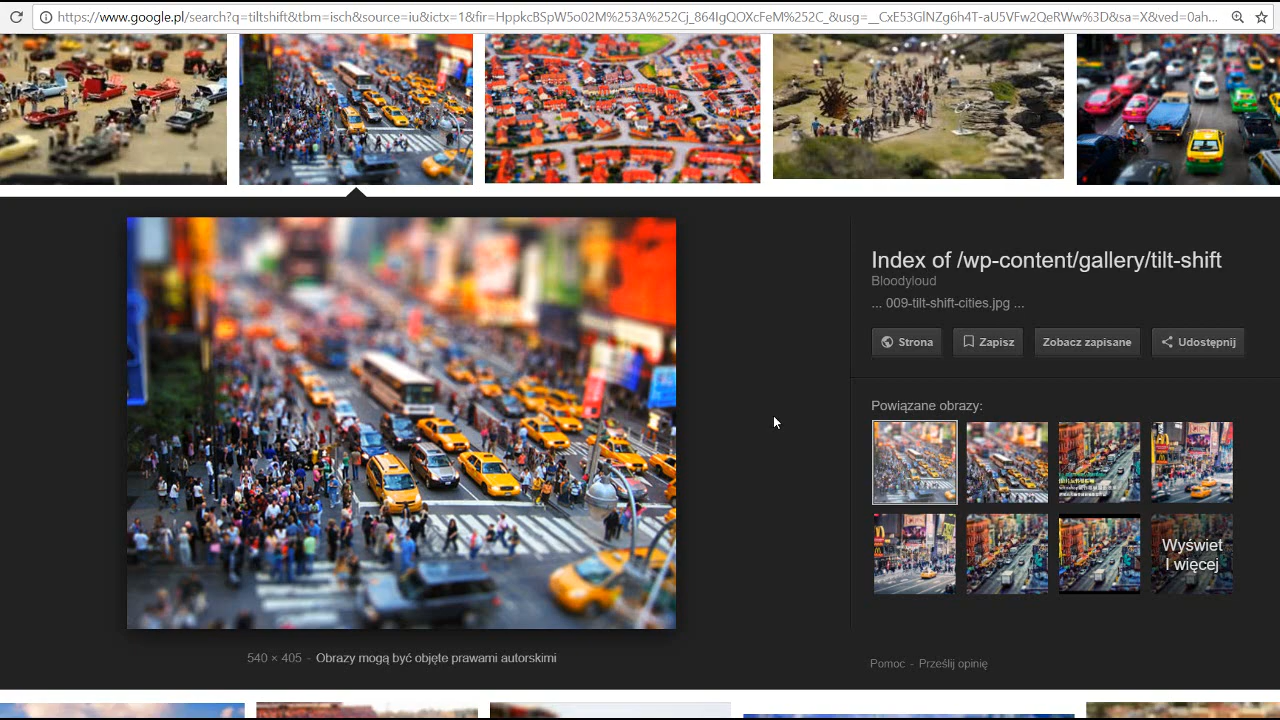 https://www.google.pl/search?q=tiltshift&tbm=isch&source=iu&ictx=1&fir=HppkcBSpW5o02M%253A%252Cj_864IgQOXcFeM%252C_&usg=__CxE53GlNZg6h4T-aU5VFw2QeRWw%3D&sa=X&ved=0ah...
Index of /wp-content/gallery/tilt-shift
Bloodyloud
... 009-tilt-shift-cities.jpg ...
Strona
Zapisz
Zobacz zapisane
Udostępnij
Powiązane obrazy:
Wyświet
l więcej
540 × 405 - Obrazy mogą być objęte prawami autorskimi
Pomoc - Prześlij opinię